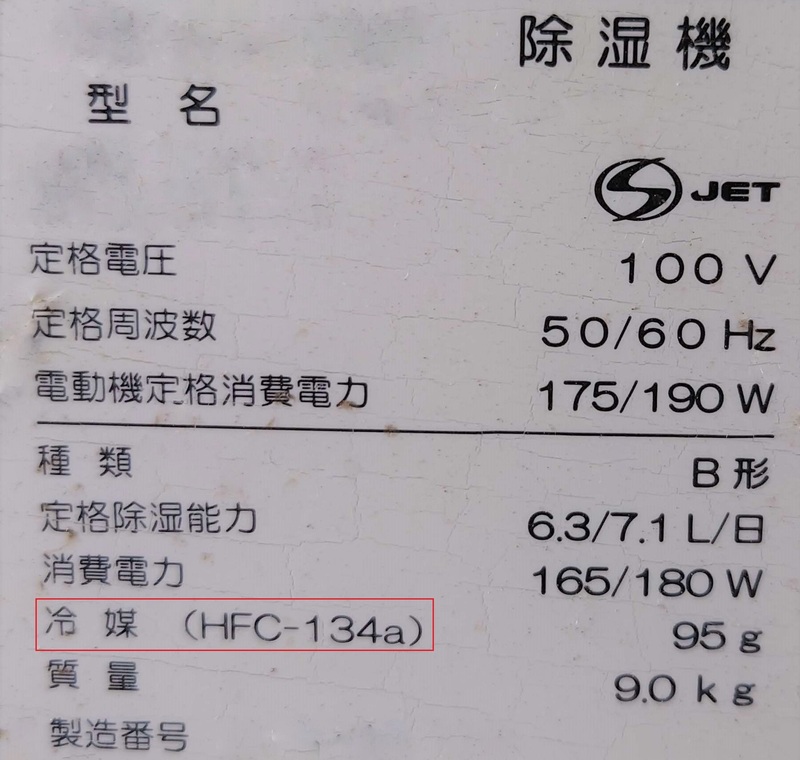 除湿機
型名
JET
定格電圧 100 V
定格周波数 50/60 Hz
電動機定格消費電力 175/190 W
種類 B形
定格除湿能力 6.3/7.1 L/日
消費電力 165/180 W
冷媒 (HFC-134a) 95 g
質量 9.0 kg
製造番号